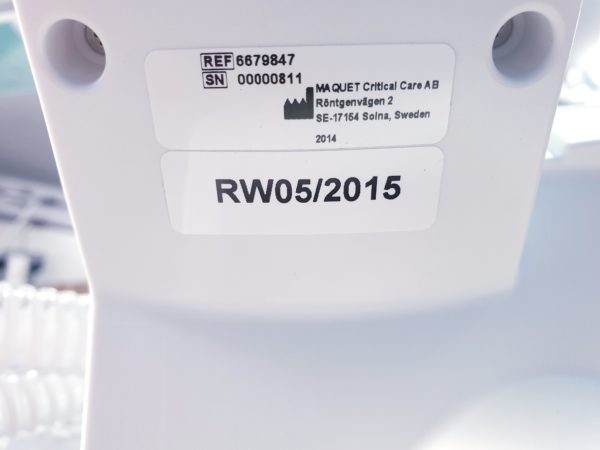 REF 6679847
SN 00000811
MAQUET Critical Care AB
Röntgenvägen 2
SE-17154 Solna, Sweden
2014
RW05/2015